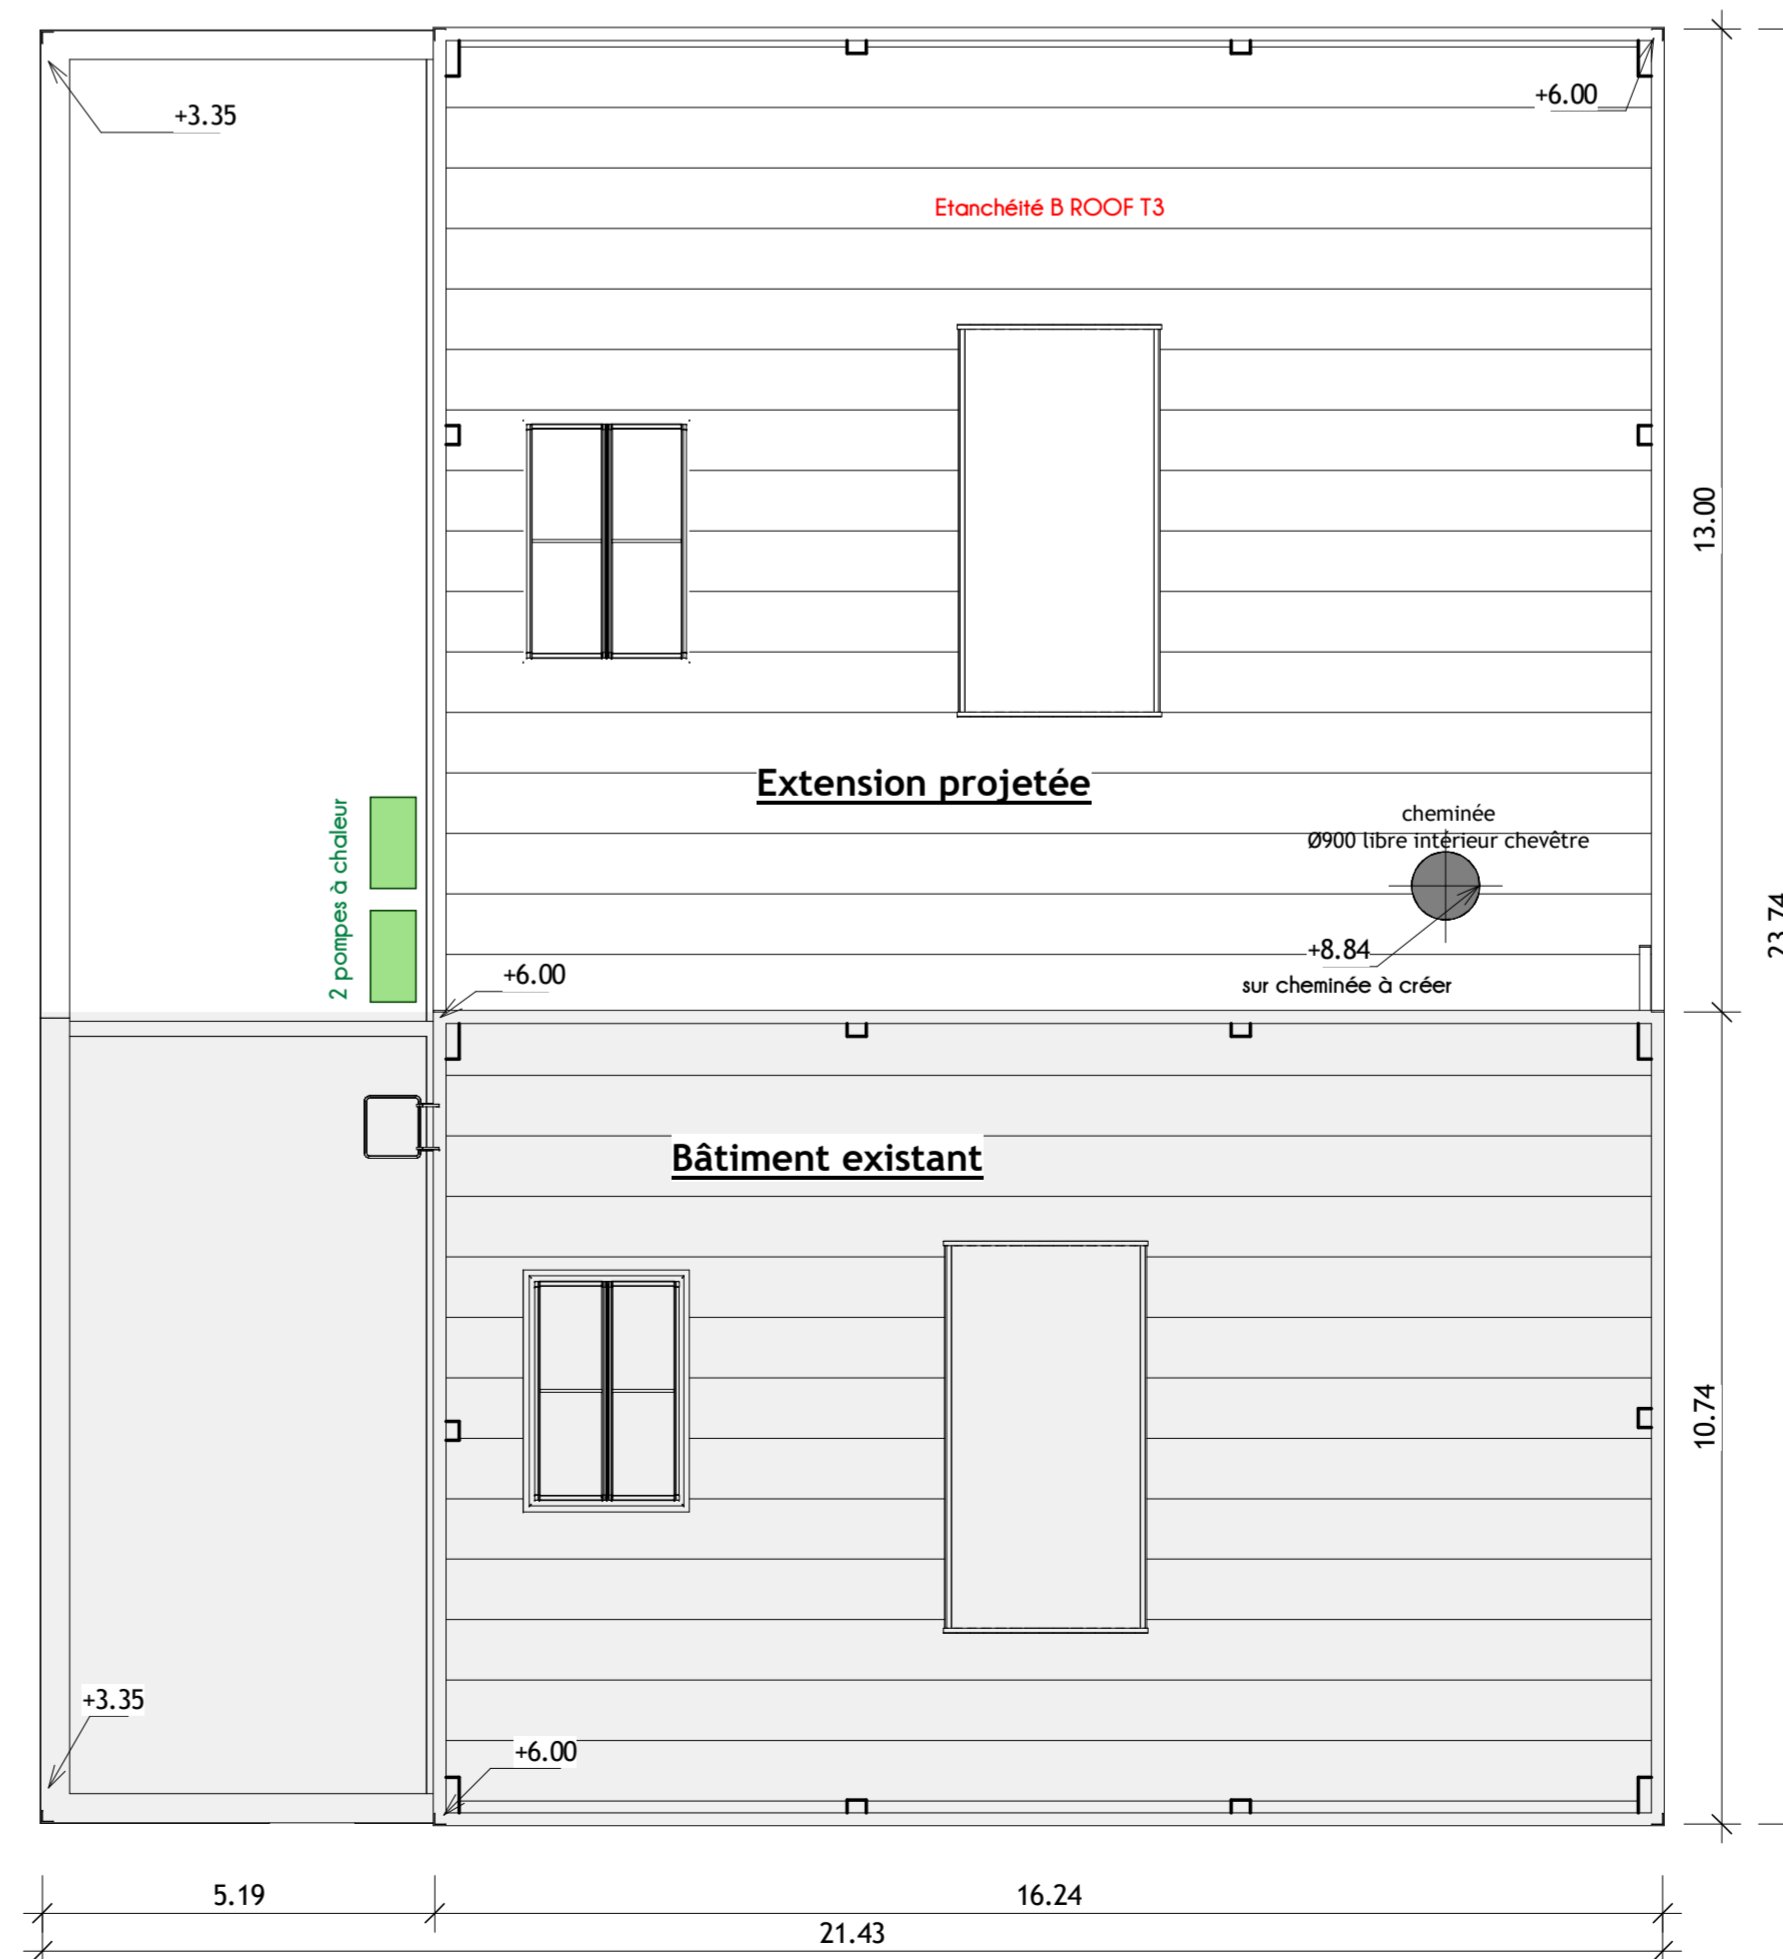 +3.35
+6.00
Etanchéité B ROOF T3
13.00
Extension projetée
2 pompes à chaleur
cheminée
Ø900 libre intérieur chevêtre
23.74
+8.84
+6.00
sur cheminée à créer
Bâtiment existant
10.74
+3.35
+6.00
5.19
16.24
21.43